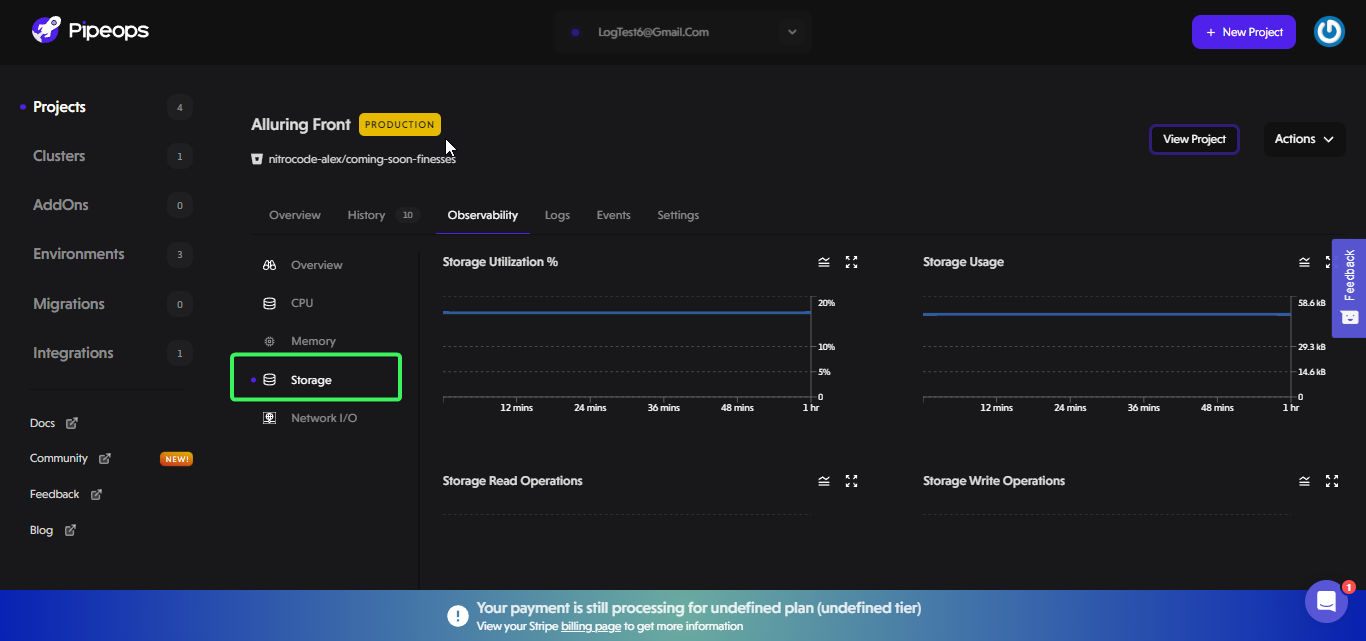 Pipeops
LogTest6@Gmail.Com
+ New Project
Projects 4
Clusters 1
AddOns 0
Environments 3
Migrations 0
Integrations 1
Docs
Community NEW!
Feedback
Blog
Alluring Front PRODUCTION
nitrocode-alex/coming-soon-finesses
View Project
Actions
Overview History 10 Observability Logs Events Settings
Overview
CPU
Memory
Storage
Network I/O
Storage Utilization %
20%
10%
5%
0
12 mins 24 mins 36 mins 48 mins 1 hr
Storage Usage
58.6 kB
29.3 kB
14.6 kB
0
12 mins 24 mins 36 mins 48 mins 1 hr
Storage Read Operations
Storage Write Operations
Feedback
Your payment is still processing for undefined plan (undefined tier)
View your Stripe billing page to get more information
1